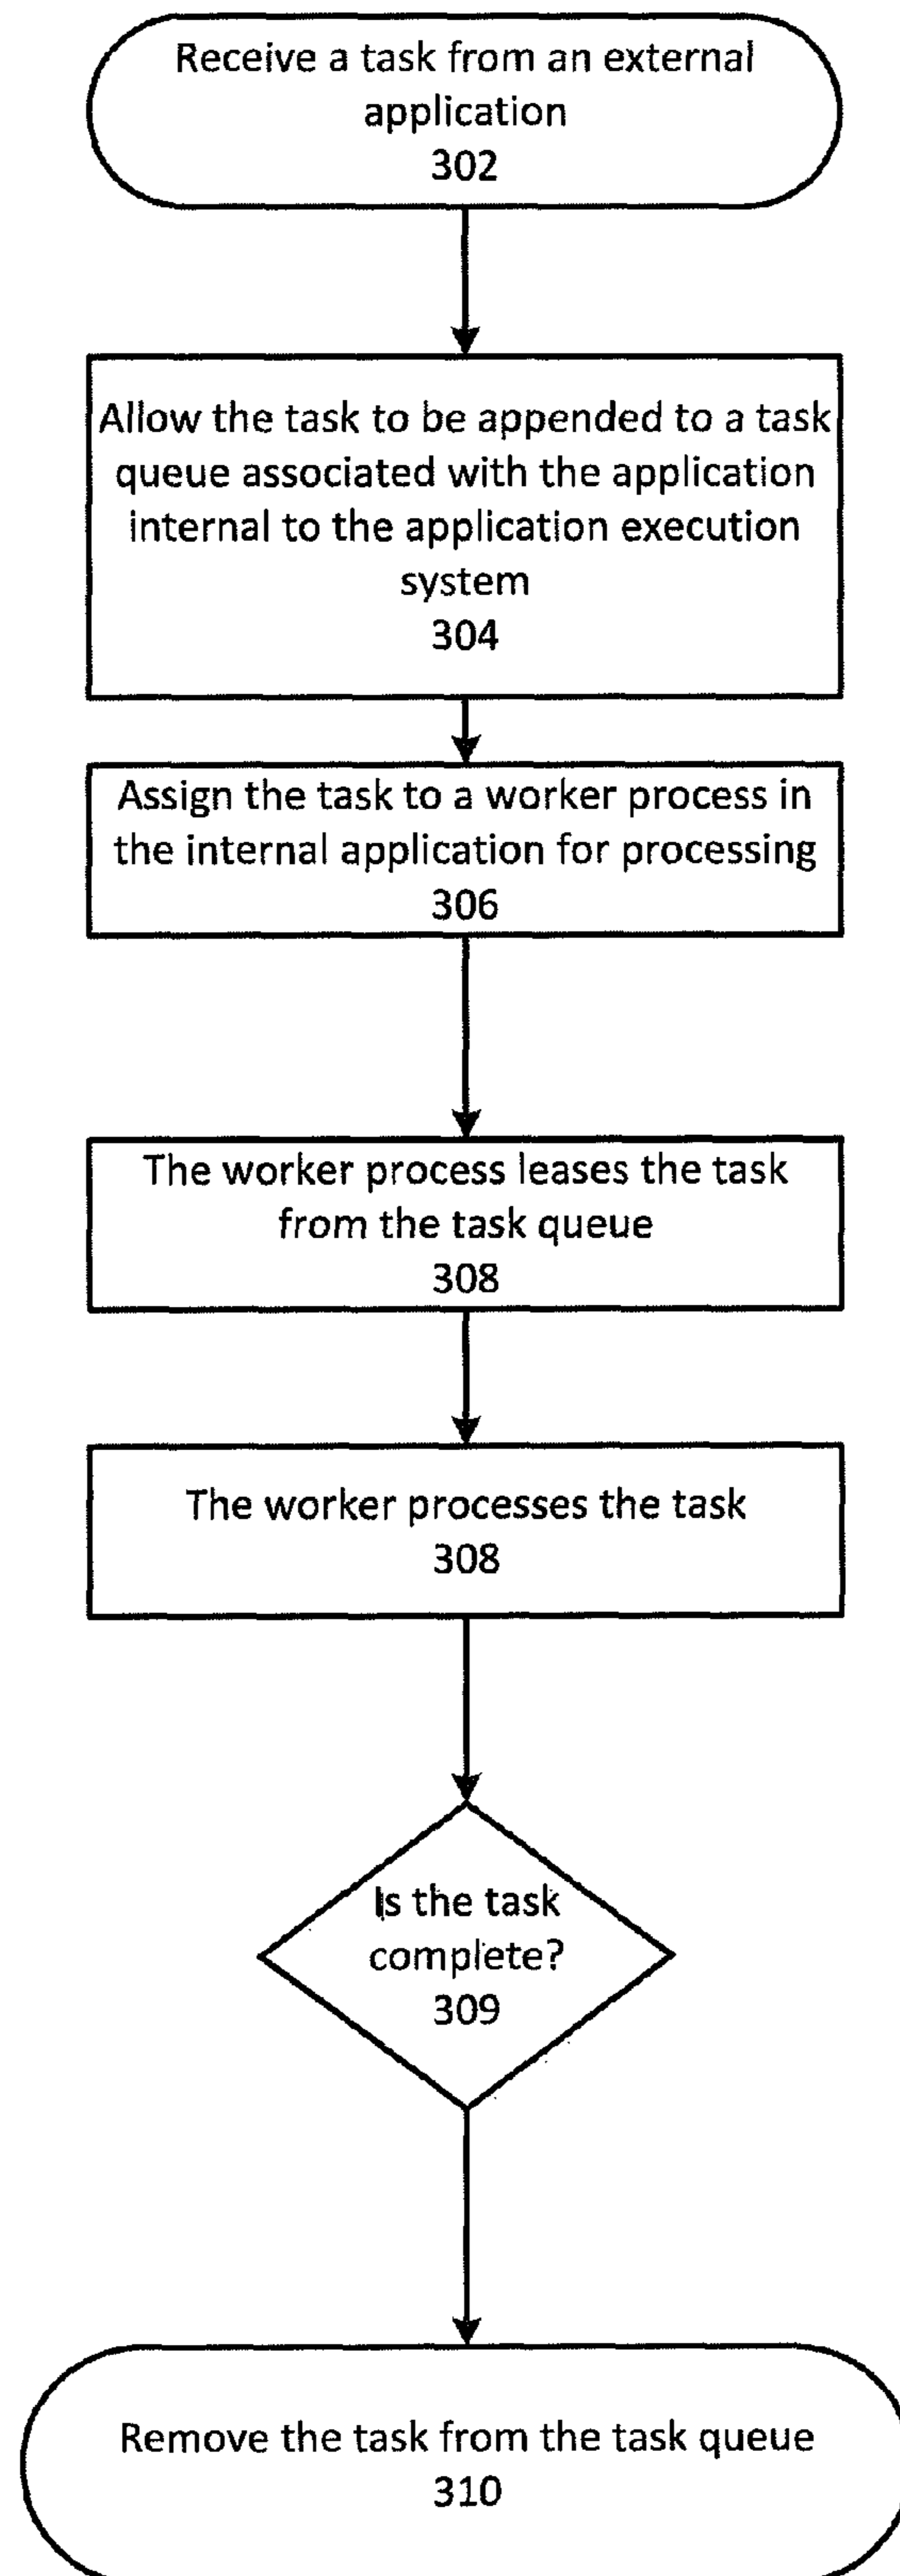 Receive a task from an external
application
302
Allow the task to be appended to a task
queue associated with the application
internal to the application execution
system
304
Assign the task to a worker process in
the internal application for processing
306
The worker process leases the task
from the task queue
308
The worker processes the task
308
Is the task
complete?
309
Remove the task from the task queue
310